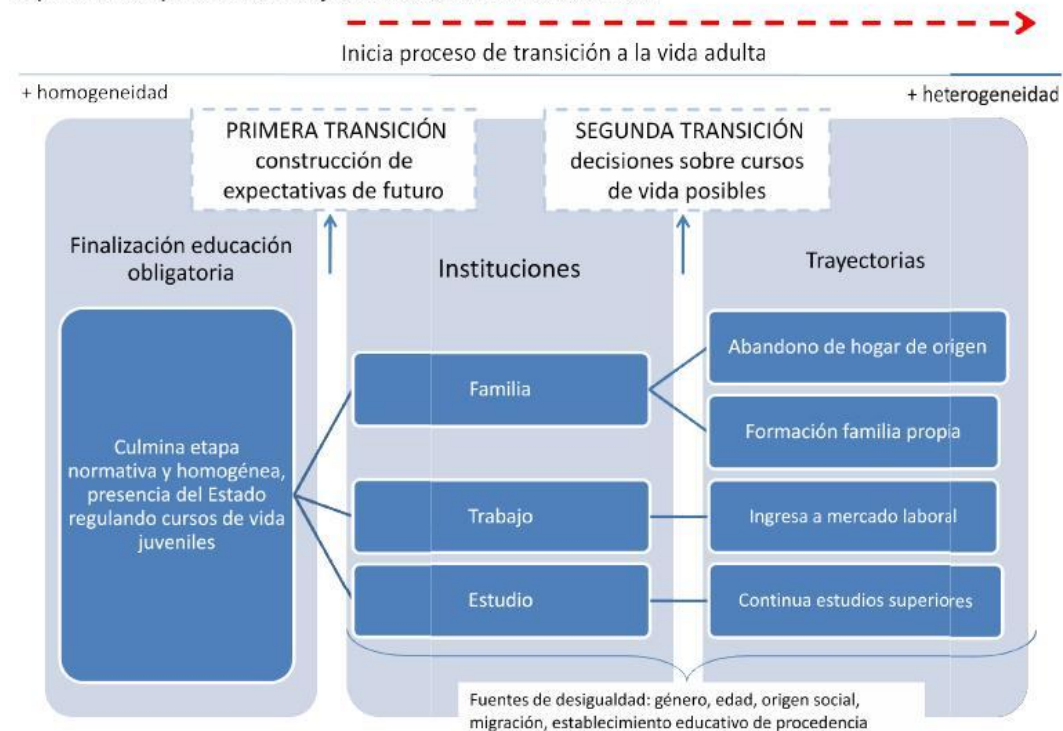 Inicia proceso de transición a la vida adulta
+ homogeneidad
+ heterogeneidad
PRIMERA TRANSICIÓN
construcción de
expectativas de futuro
SEGUNDA TRANSICIÓN
decisiones sobre cursos
de vida posibles
Finalización educación
obligatoria
Instituciones
Trayectorias
Culmina etapa
normativa y homogénea,
presencia del Estado
regulando cursos de vida
juveniles
Familia
Trabajo
Estudio
Abandono de hogar de origen
Formación familia propia
Ingresa a mercado laboral
Continua estudios superiores
Fuentes de desigualdad: género, edad, origen social,
migración, establecimiento educativo de procedencia